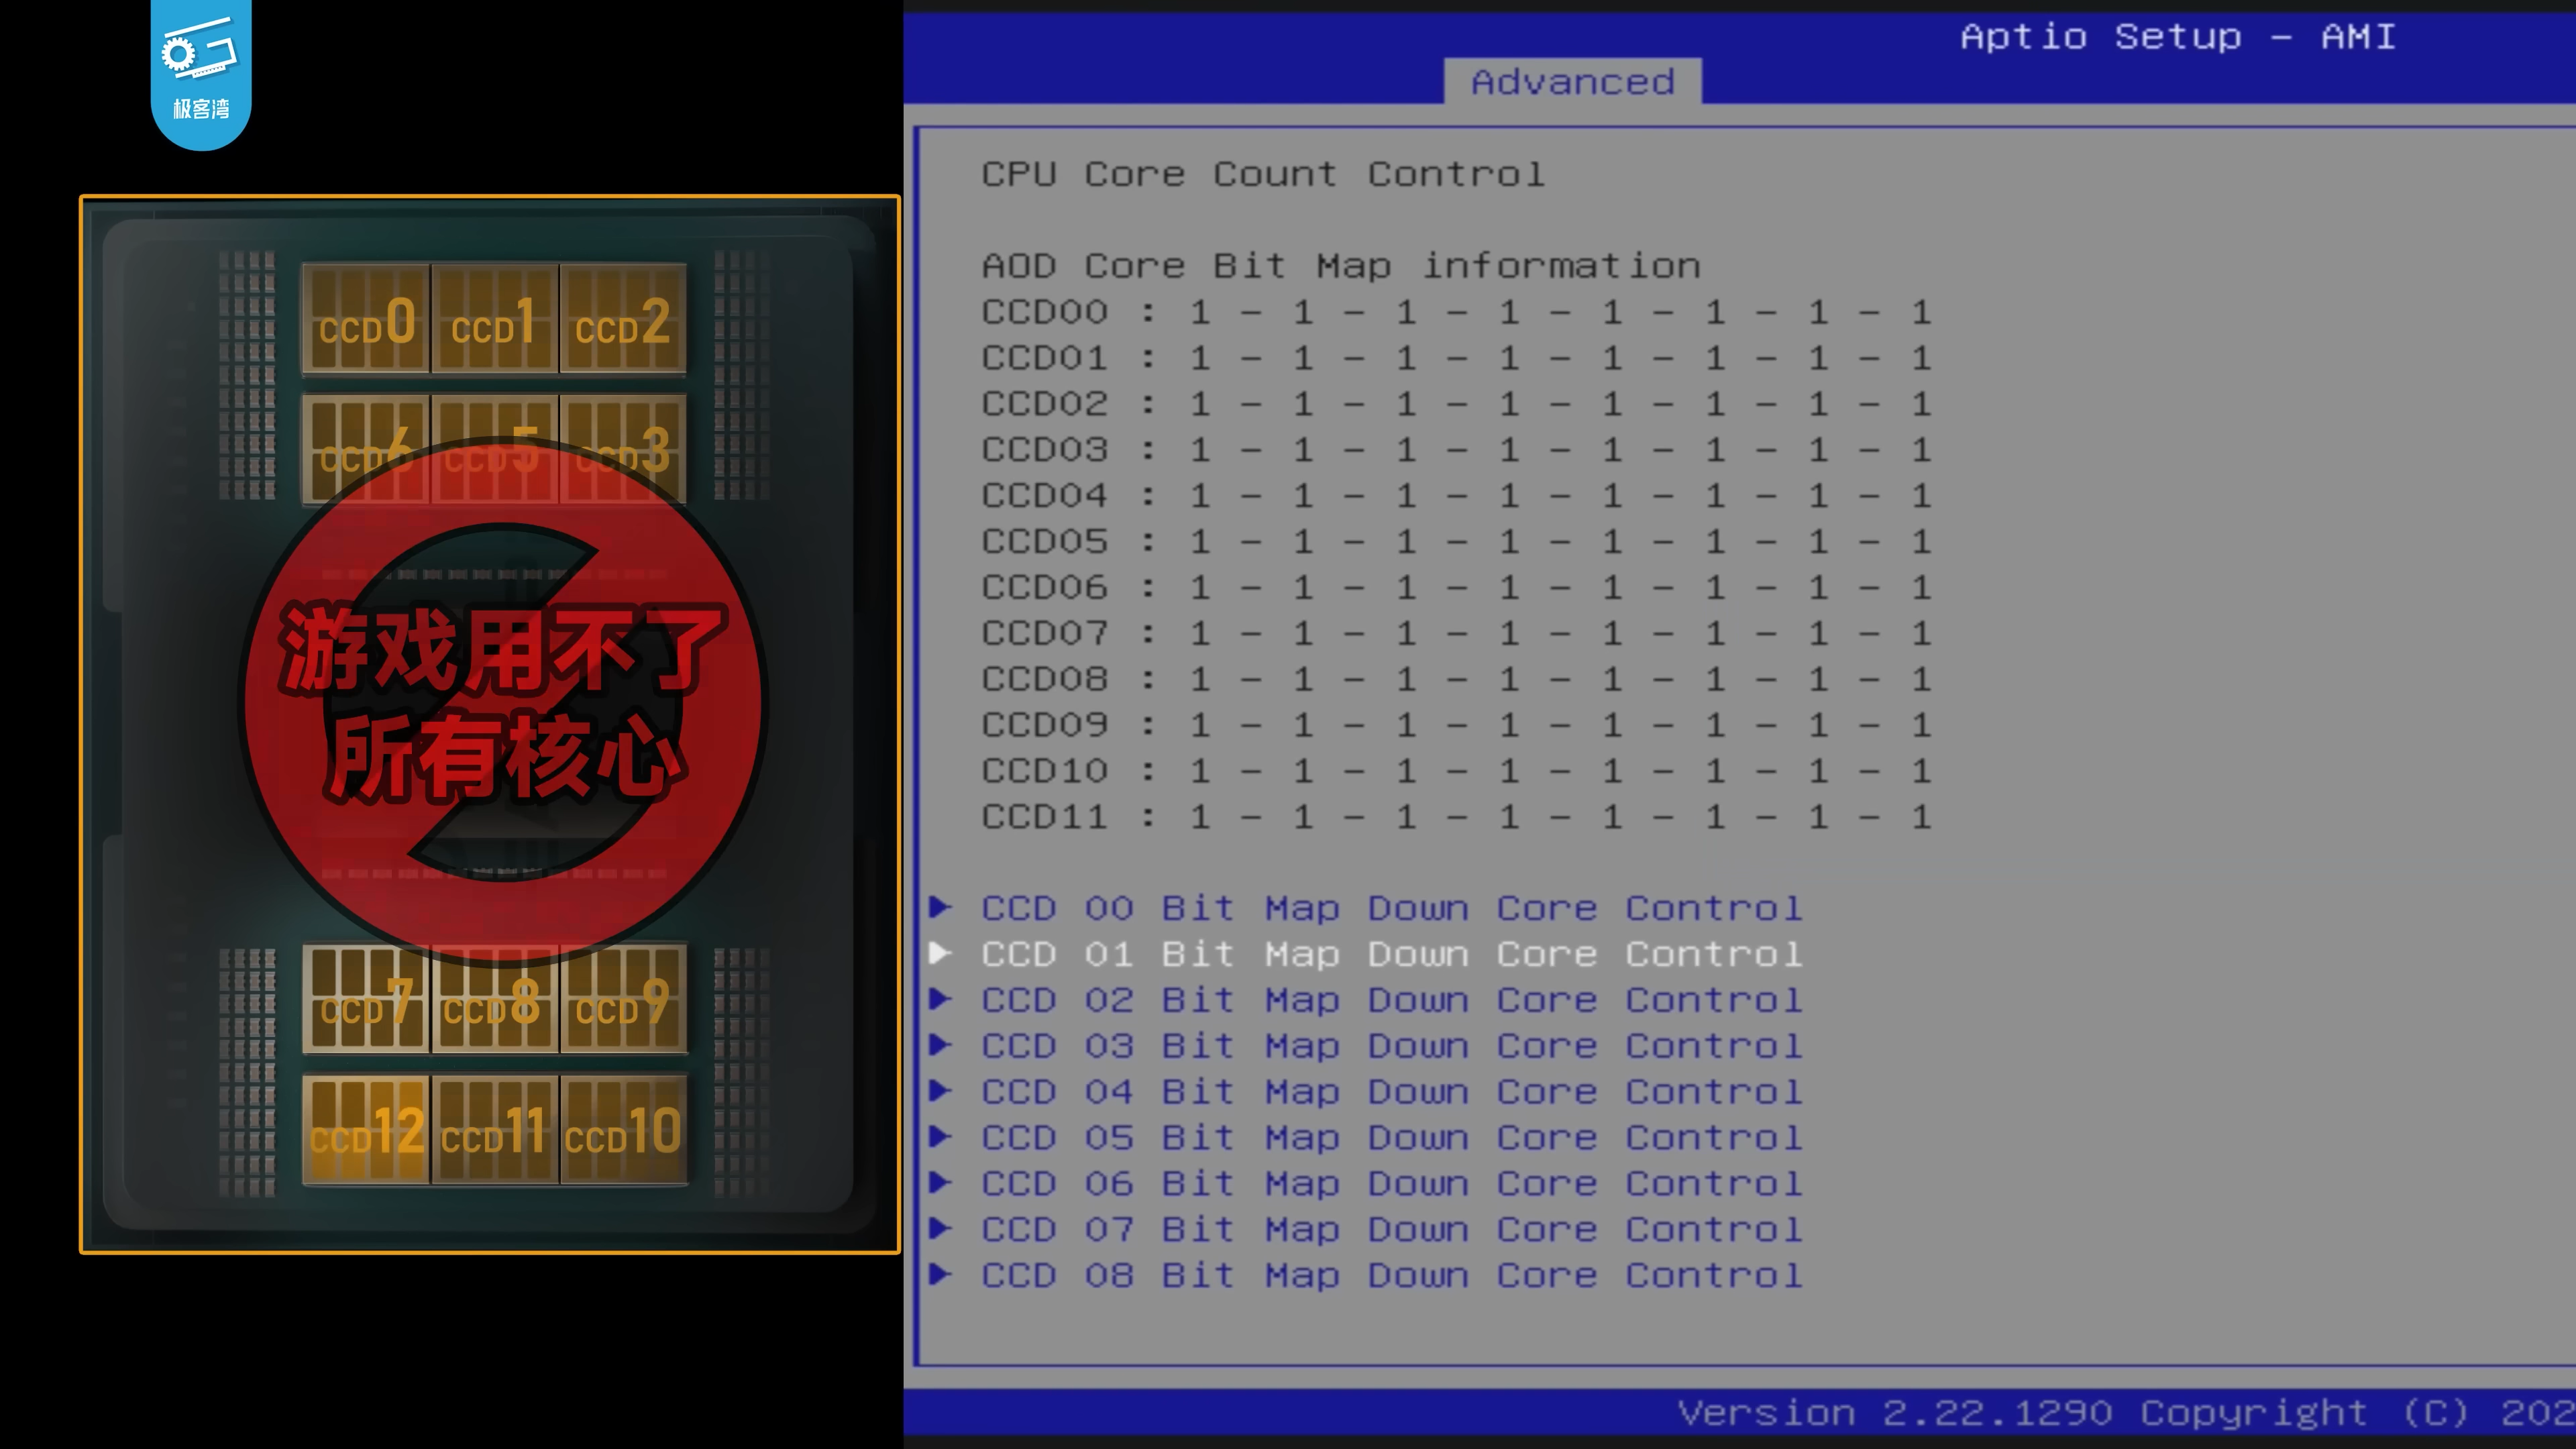 极客湾
CCD0 CCD1 CCD2
CCD6 CCD5 CCD3
游戏用不了
所有核心
CCD7 CCD8 CCD9
CCD12 CCD11 CCD10
Aptio Setup – AMI
Advanced
CPU Core Count Control
AOD Core Bit Map information
CCD00 : 1 – 1 – 1 – 1 – 1 – 1 – 1 – 1
CCD01 : 1 – 1 – 1 – 1 – 1 – 1 – 1 – 1
CCD02 : 1 – 1 – 1 – 1 – 1 – 1 – 1 – 1
CCD03 : 1 – 1 – 1 – 1 – 1 – 1 – 1 – 1
CCD04 : 1 – 1 – 1 – 1 – 1 – 1 – 1 – 1
CCD05 : 1 – 1 – 1 – 1 – 1 – 1 – 1 – 1
CCD06 : 1 – 1 – 1 – 1 – 1 – 1 – 1 – 1
CCD07 : 1 – 1 – 1 – 1 – 1 – 1 – 1 – 1
CCD08 : 1 – 1 – 1 – 1 – 1 – 1 – 1 – 1
CCD09 : 1 – 1 – 1 – 1 – 1 – 1 – 1 – 1
CCD10 : 1 – 1 – 1 – 1 – 1 – 1 – 1 – 1
CCD11 : 1 – 1 – 1 – 1 – 1 – 1 – 1 – 1
CCD 00 Bit Map Down Core Control
CCD 01 Bit Map Down Core Control
CCD 02 Bit Map Down Core Control
CCD 03 Bit Map Down Core Control
CCD 04 Bit Map Down Core Control
CCD 05 Bit Map Down Core Control
CCD 06 Bit Map Down Core Control
CCD 07 Bit Map Down Core Control
CCD 08 Bit Map Down Core Control
Version 2.22.1290 Copyright (C) 202